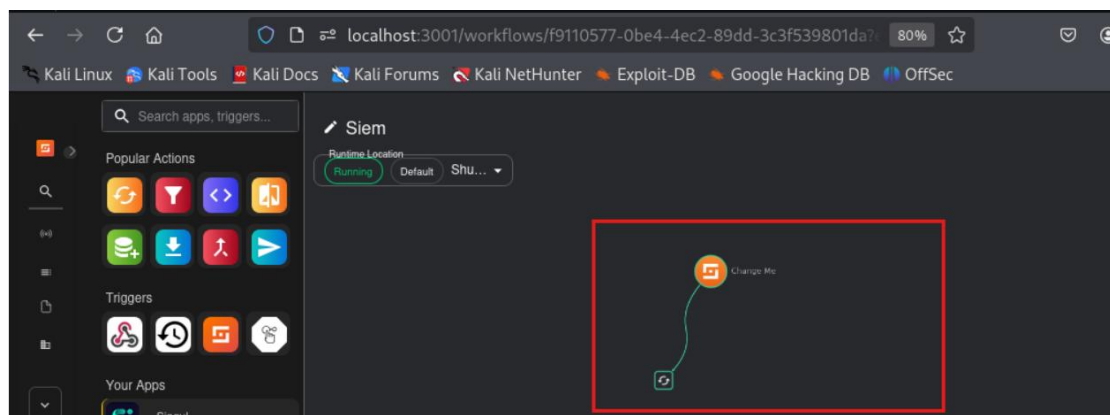 localhost:3001/workflows/f9110577-0be4-4ec2-89dd-3c3f539801da?
80%
Kali Linux Kali Tools Kali Docs Kali Forums Kali NetHunter Exploit-DB Google Hacking DB OffSec
Search apps, triggers...
Siem
Popular Actions
Runtime Location
Running Default Shu...
Change Me
Triggers
Your Apps